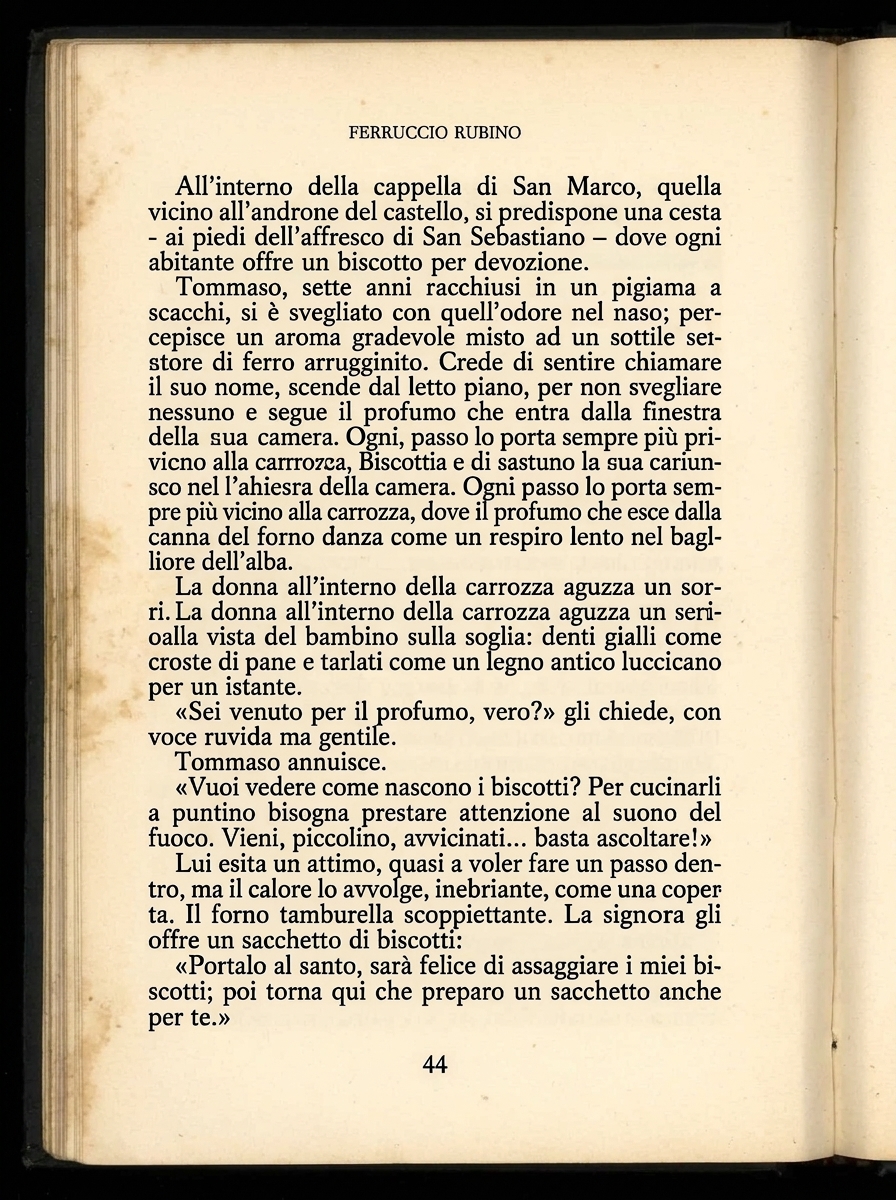 FERRUCCIO RUBINO
All’interno della cappella di San Marco, quella
vicino all’androne del castello, si predispone una cesta
- ai piedi dell’affresco di San Sebastiano – dove ogni
abitante offre un biscotto per devozione.
Tommaso, sette anni racchiusi in un pigiama a
scacchi, si è svegliato con quell’odore nel naso; per-
cepisce un aroma gradevole misto ad un sottile sei-
store di ferro arrugginito. Crede di sentire chiamare
il suo nome, scende dal letto piano, per non svegliare
nessuno e segue il profumo che entra dalla finestra
della sua camera. Ogni, passo lo porta sempre più pri-
vicno alla carrrozca, Biscottia e di sastuno la sua cariun-
sco nel l’ahiesra della camera. Ogni passo lo porta sem-
pre più vicino alla carrozza, dove il profumo che esce dalla
canna del forno danza come un respiro lento nel bagl-
liore dell’alba.
La donna all’interno della carrozza aguzza un sor-
ri. La donna all’interno della carrozza aguzza un seri-
oalla vista del bambino sulla soglia: denti gialli come
croste di pane e tarlati come un legno antico luccicano
per un istante.
«Sei venuto per il profumo, vero?» gli chiede, con
voce ruvida ma gentile.
Tommaso annuisce.
«Vuoi vedere come nascono i biscotti? Per cucinarli
a puntino bisogna prestare attenzione al suono del
fuoco. Vieni, piccolino, avvicinati... basta ascoltare!»
Lui esita un attimo, quasi a voler fare un passo den-
tro, ma il calore lo avvolge, inebriante, come una coper
ta. Il forno tamburella scoppiettante. La signora gli
offre un sacchetto di biscotti:
«Portalo al santo, sarà felice di assaggiare i miei bi-
scotti; poi torna qui che preparo un sacchetto anche
per te.»
44